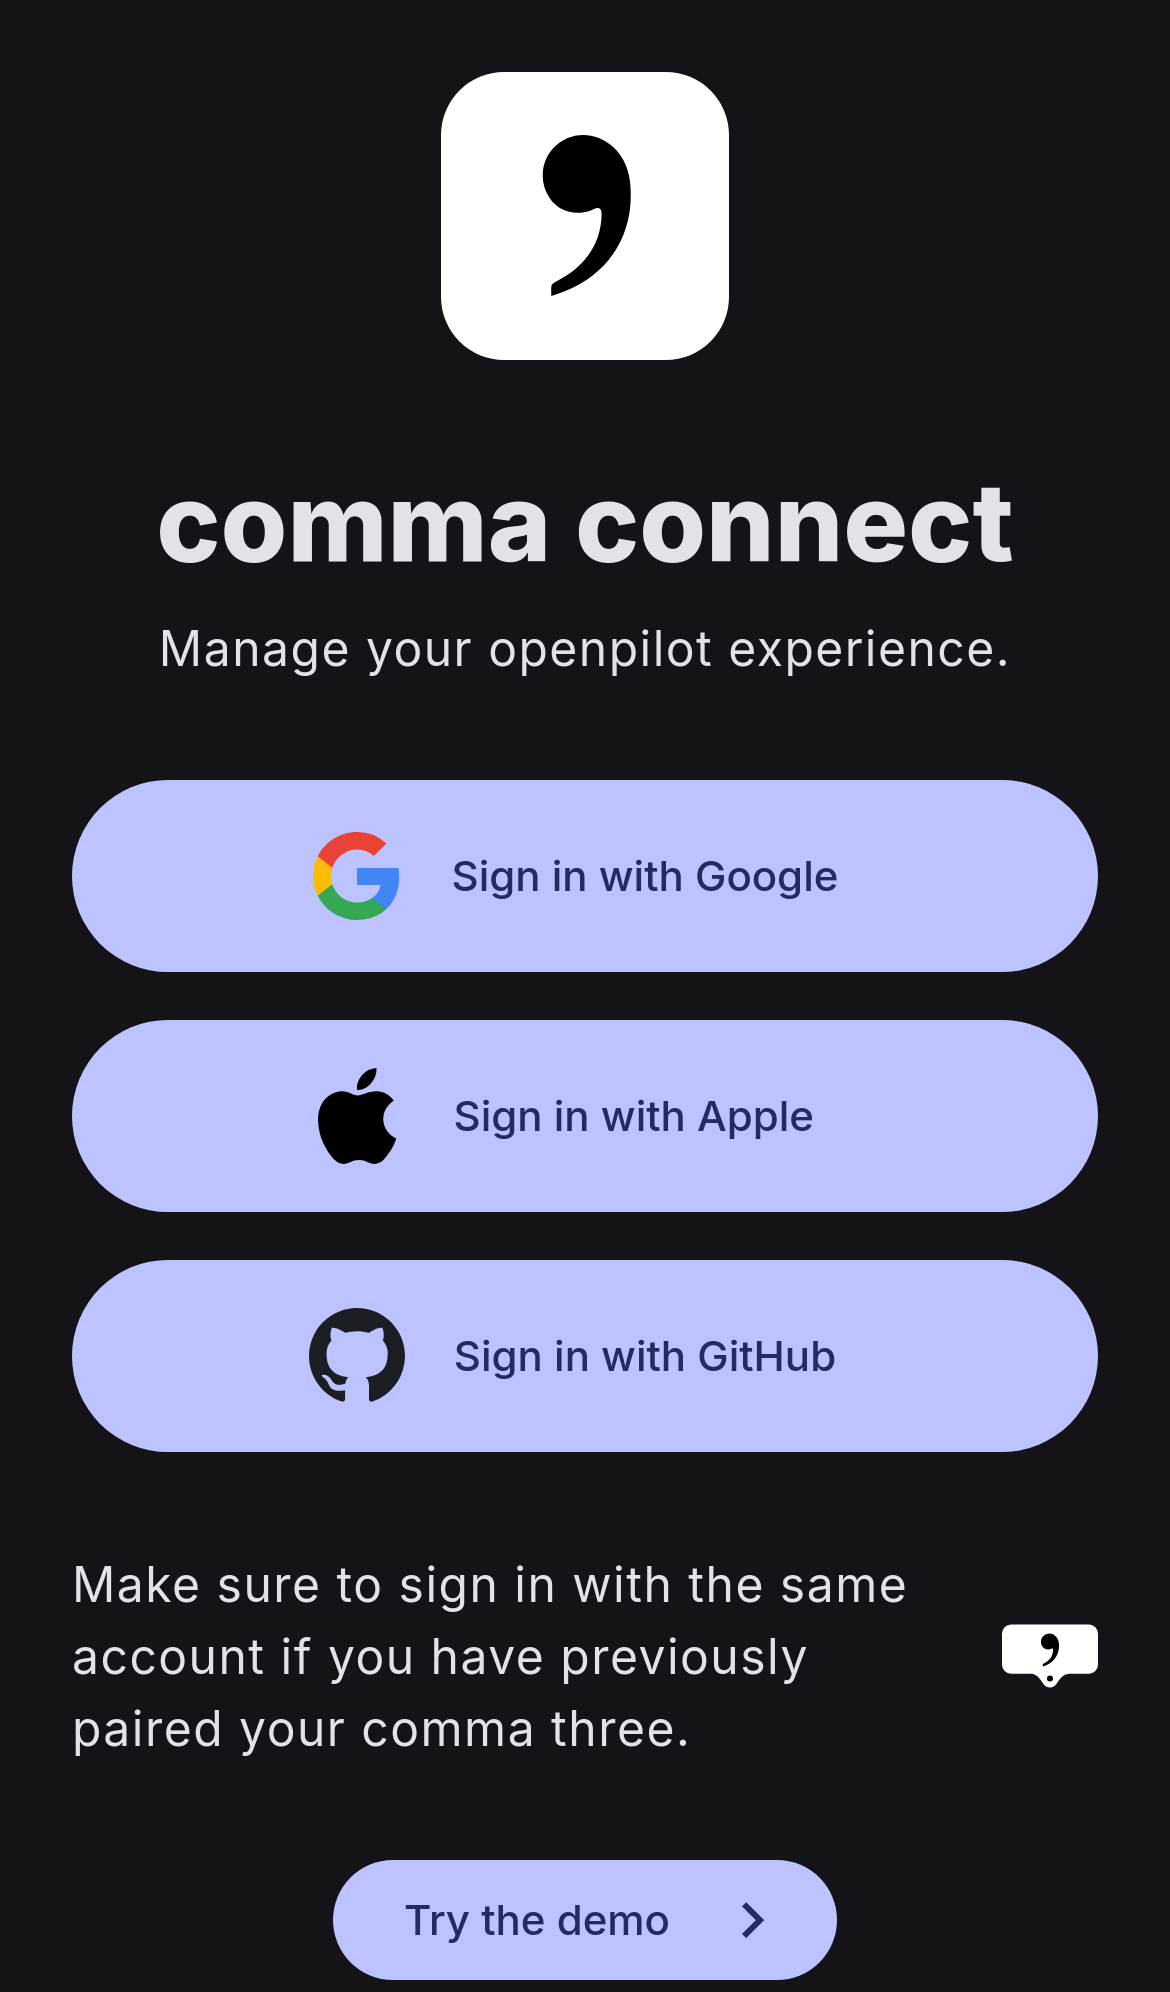 comma connect
Manage your openpilot experience.
Sign in with Google
Sign in with Apple
Sign in with GitHub
Make sure to sign in with the same
account if you have previously
paired your comma three.
Try the demo